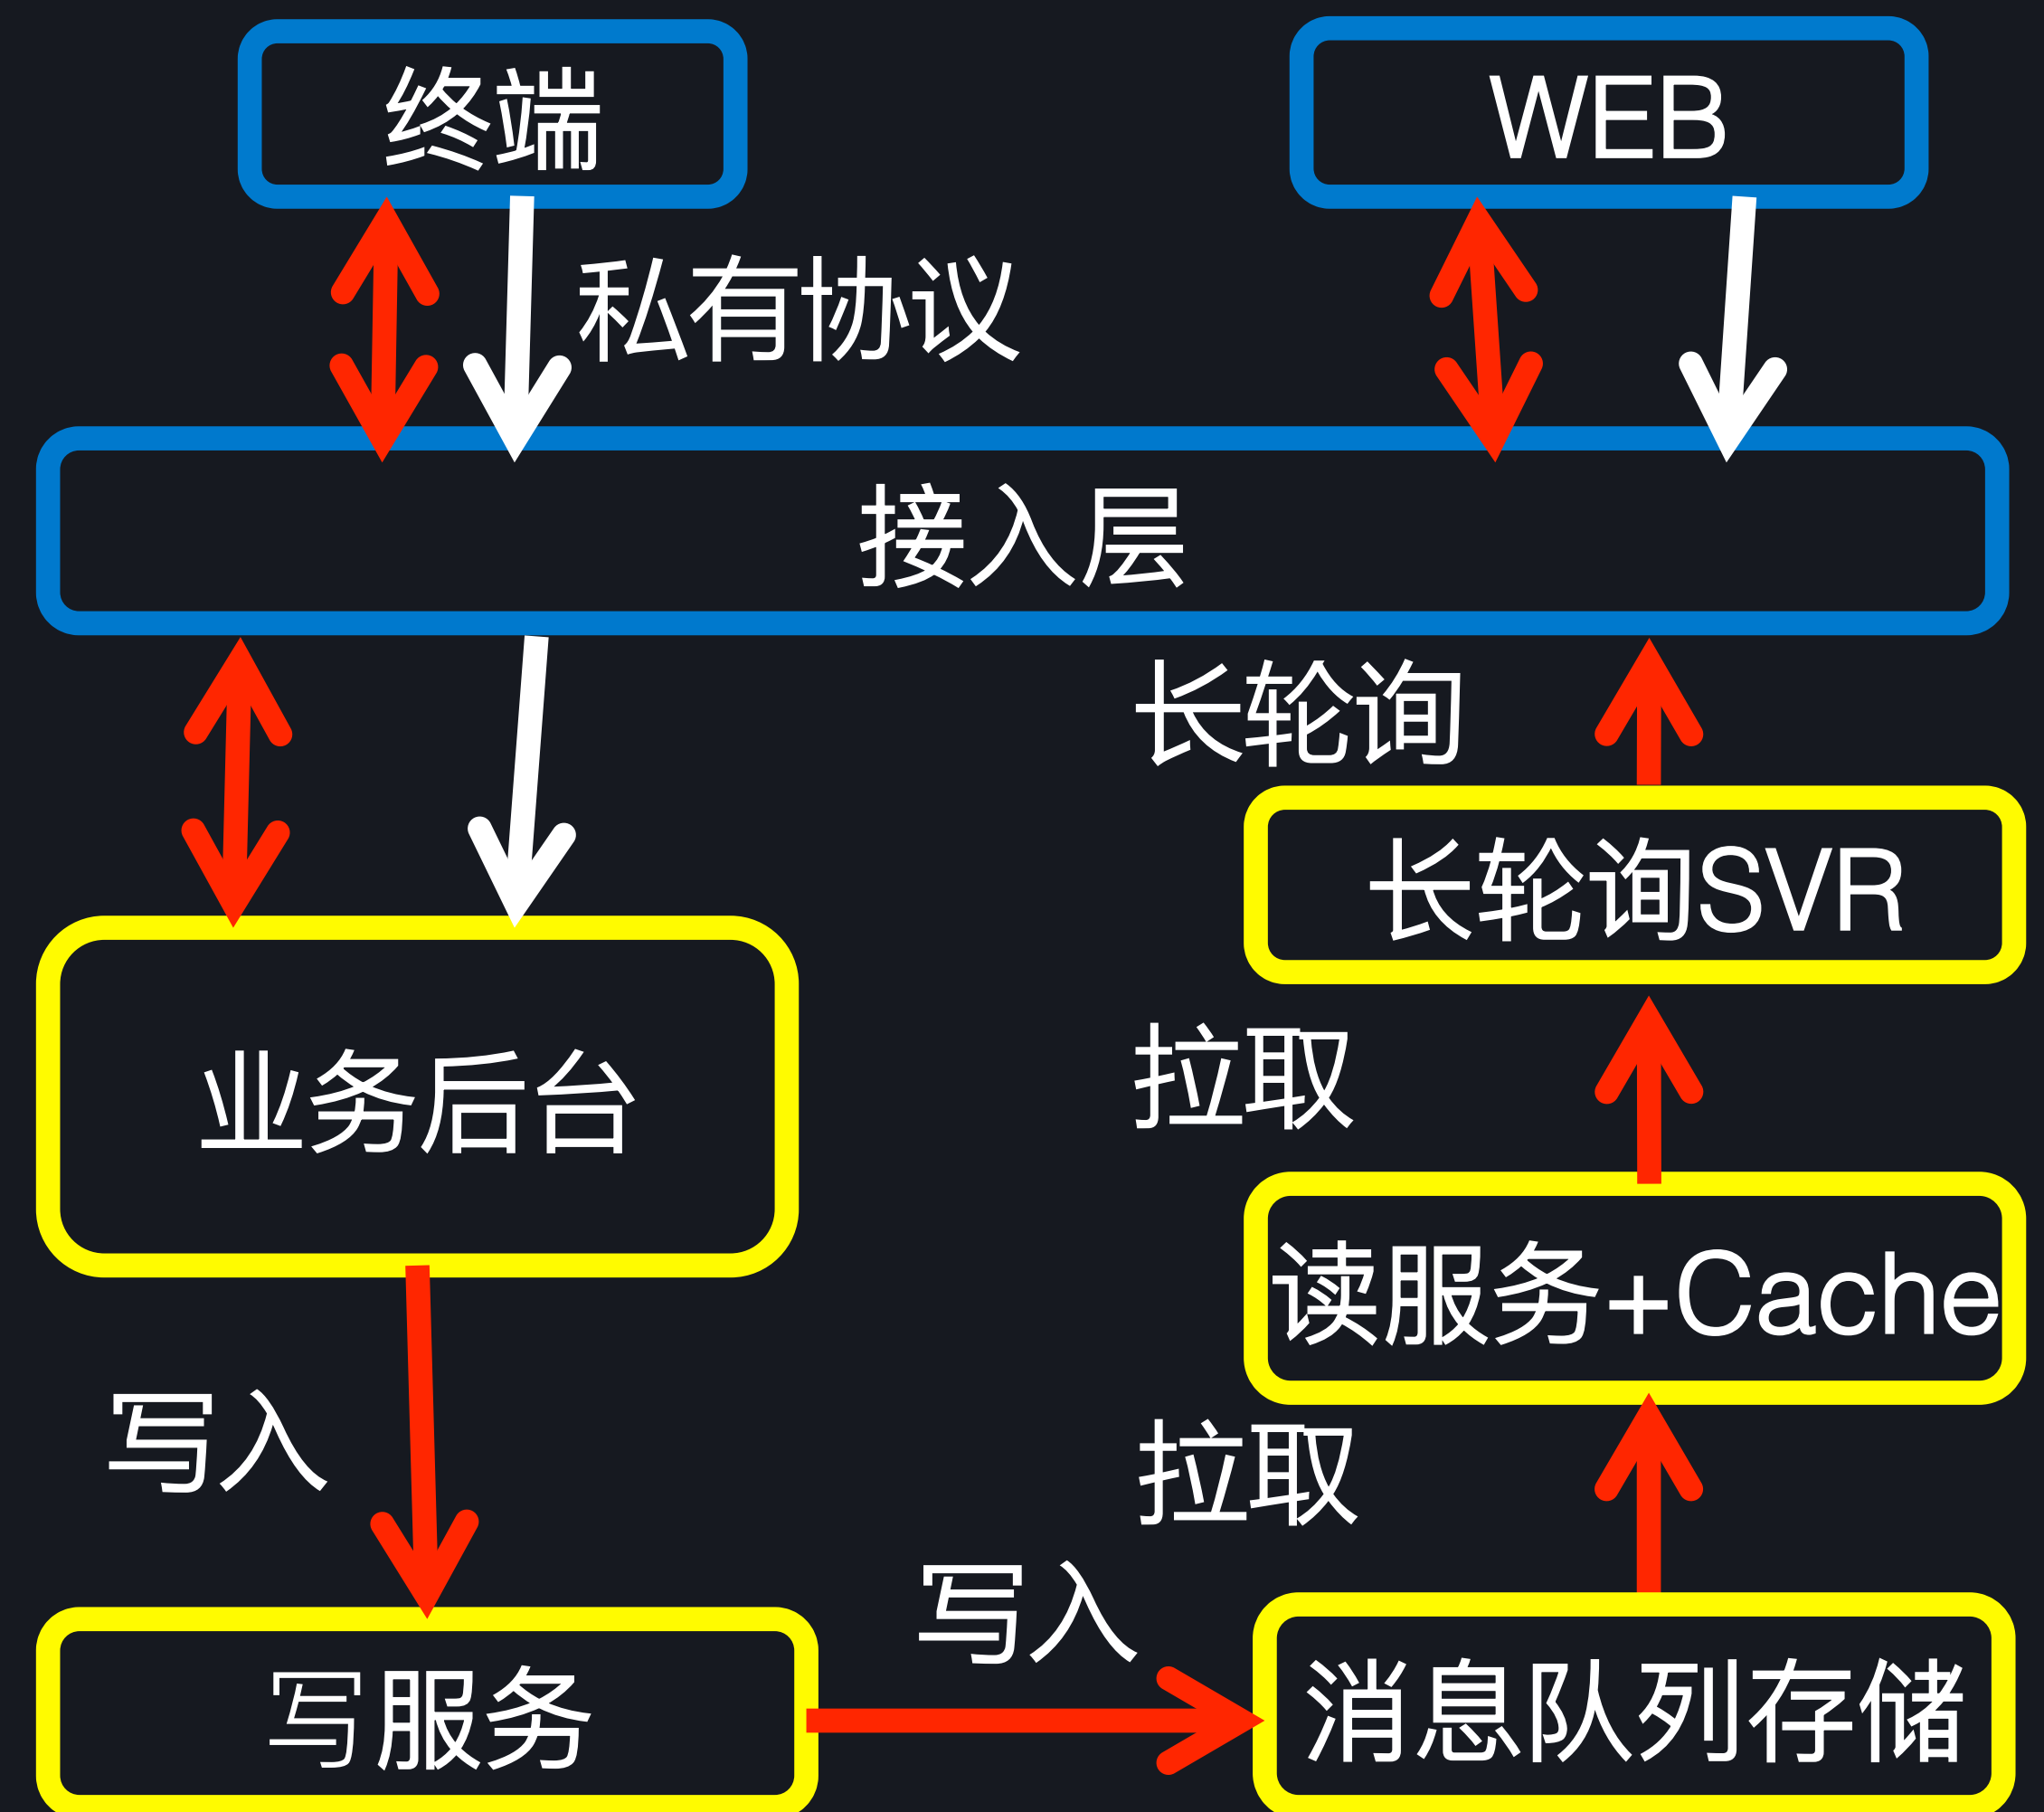 终端
WEB
私有协议
接入层
长轮询
长轮询SVR
业务后台
拉取
读服务+Cache
写入
拉取
写入
写服务
消息队列存储